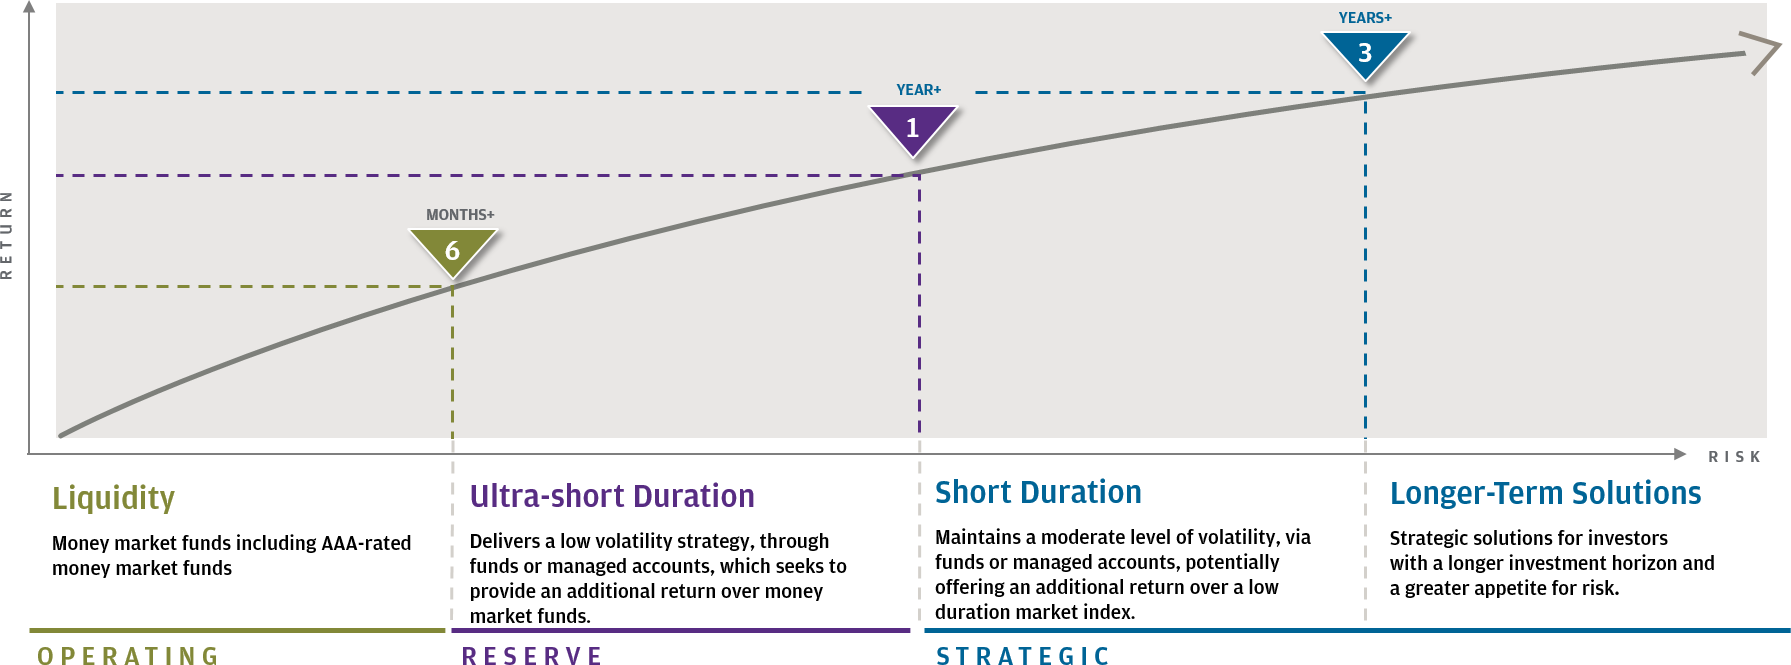 YEARS+
3
YEAR+
1
MONTHS+
6
RETURN
RISK
Liquidity
Money market funds including AAA-rated
money market funds
Ultra-short Duration
Delivers a low volatility strategy, through
funds or managed accounts, which seeks to
provide an additional return over money
market funds.
Short Duration
Maintains a moderate level of volatility, via
funds or managed accounts, potentially
offering an additional return over a low
duration market index.
Longer-Term Solutions
Strategic solutions for investors
with a longer investment horizon and
a greater appetite for risk.
OPERATING
RESERVE
STRATEGIC